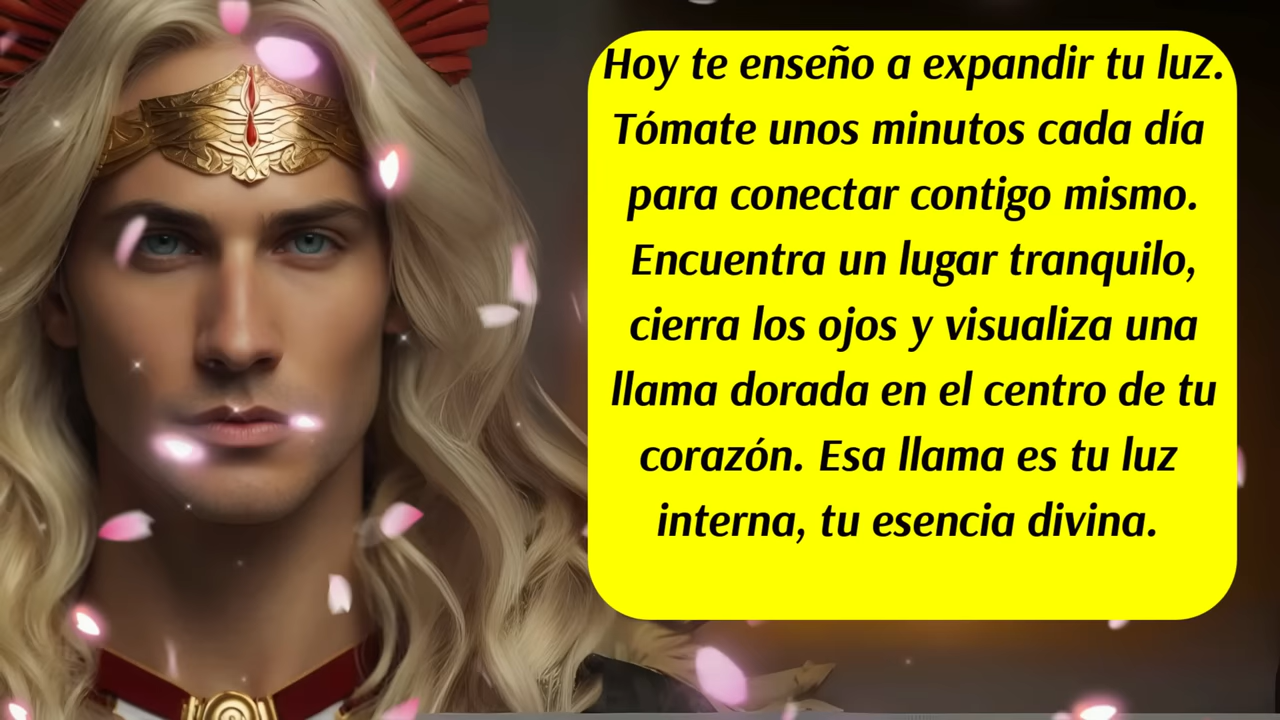 Hoy te enseño a expandir tu luz.
Tómate unos minutos cada día
para conectar contigo mismo.
Encuentra un lugar tranquilo,
cierra los ojos y visualiza una
llama dorada en el centro de tu
corazón. Esa llama es tu luz
interna, tu esencia divina.